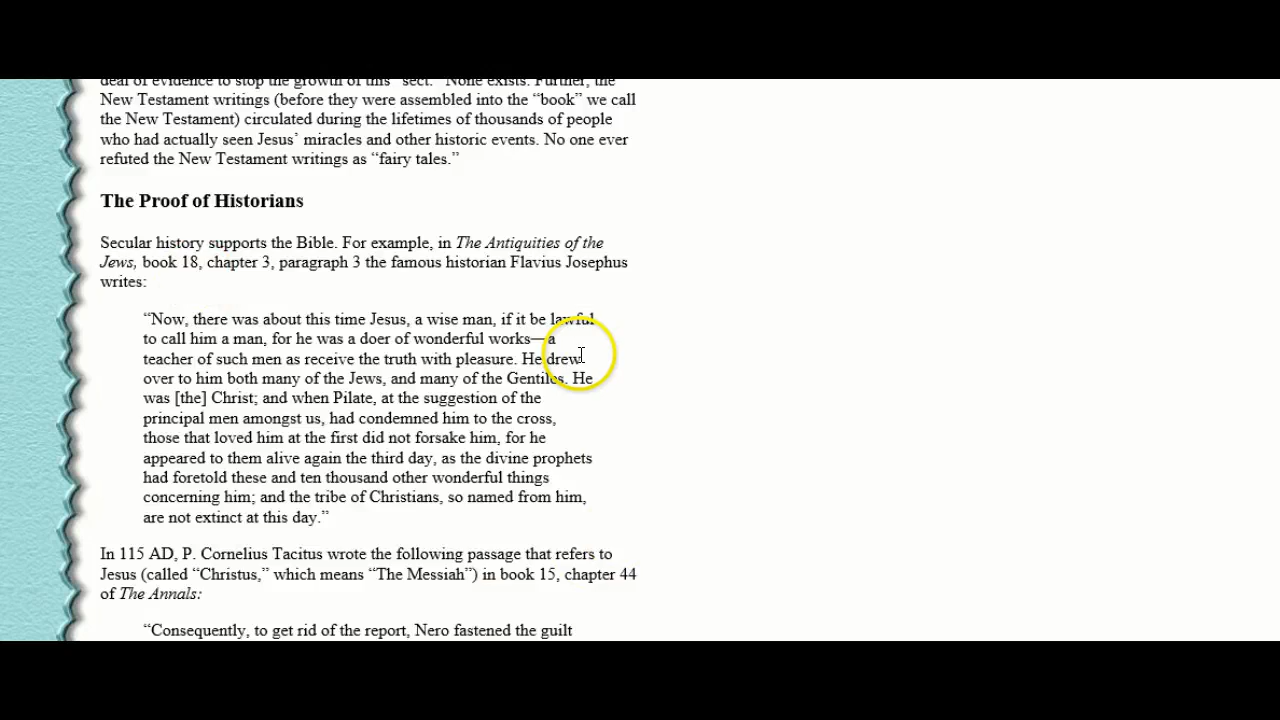 deal of evidence to stop the growth of this “sect.” None exists. Further, the
New Testament writings (before they were assembled into the “book” we call
the New Testament) circulated during the lifetimes of thousands of people
who had actually seen Jesus’ miracles and other historic events. No one ever
refuted the New Testament writings as “fairy tales.”
The Proof of Historians
Secular history supports the Bible. For example, in The Antiquities of the
Jews, book 18, chapter 3, paragraph 3 the famous historian Flavius Josephus
writes:
“Now, there was about this time Jesus, a wise man, if it be lawful
to call him a man, for he was a doer of wonderful works—a
teacher of such men as receive the truth with pleasure. He drew
over to him both many of the Jews, and many of the Gentiles. He
was [the] Christ; and when Pilate, at the suggestion of the
principal men amongst us, had condemned him to the cross,
those that loved him at the first did not forsake him, for he
appeared to them alive again the third day, as the divine prophets
had foretold these and ten thousand other wonderful things
concerning him; and the tribe of Christians, so named from him,
are not extinct at this day.”
In 115 AD, P. Cornelius Tacitus wrote the following passage that refers to
Jesus (called “Christus,” which means “The Messiah”) in book 15, chapter 44
of The Annals:
“Consequently, to get rid of the report, Nero fastened the guilt